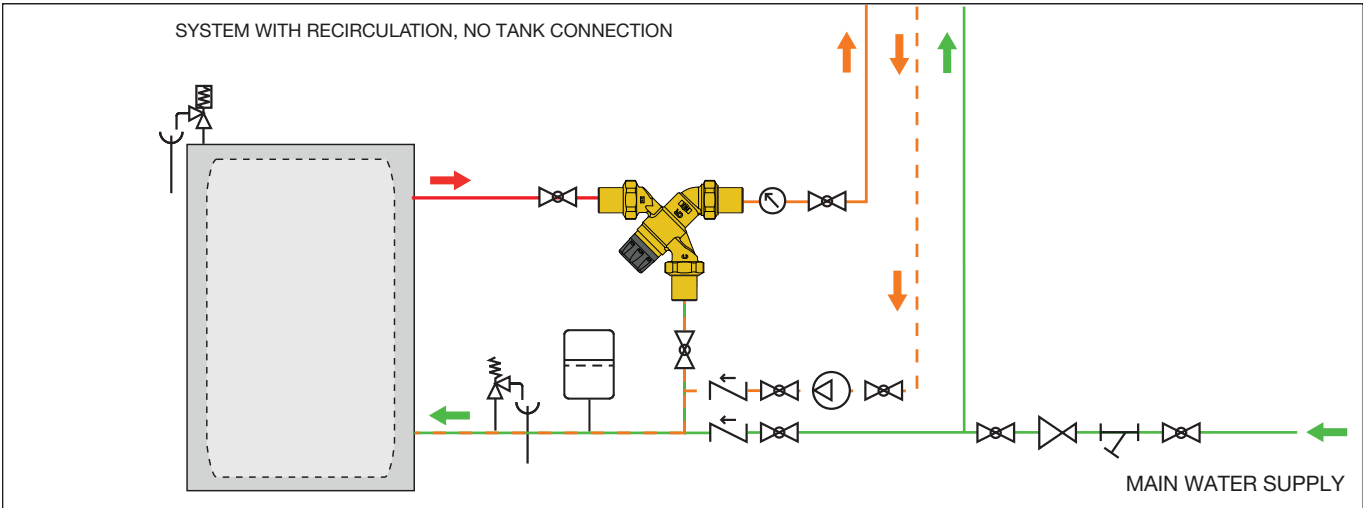 SYSTEM WITH RECIRCULATION, NO TANK CONNECTION
MAIN WATER SUPPLY